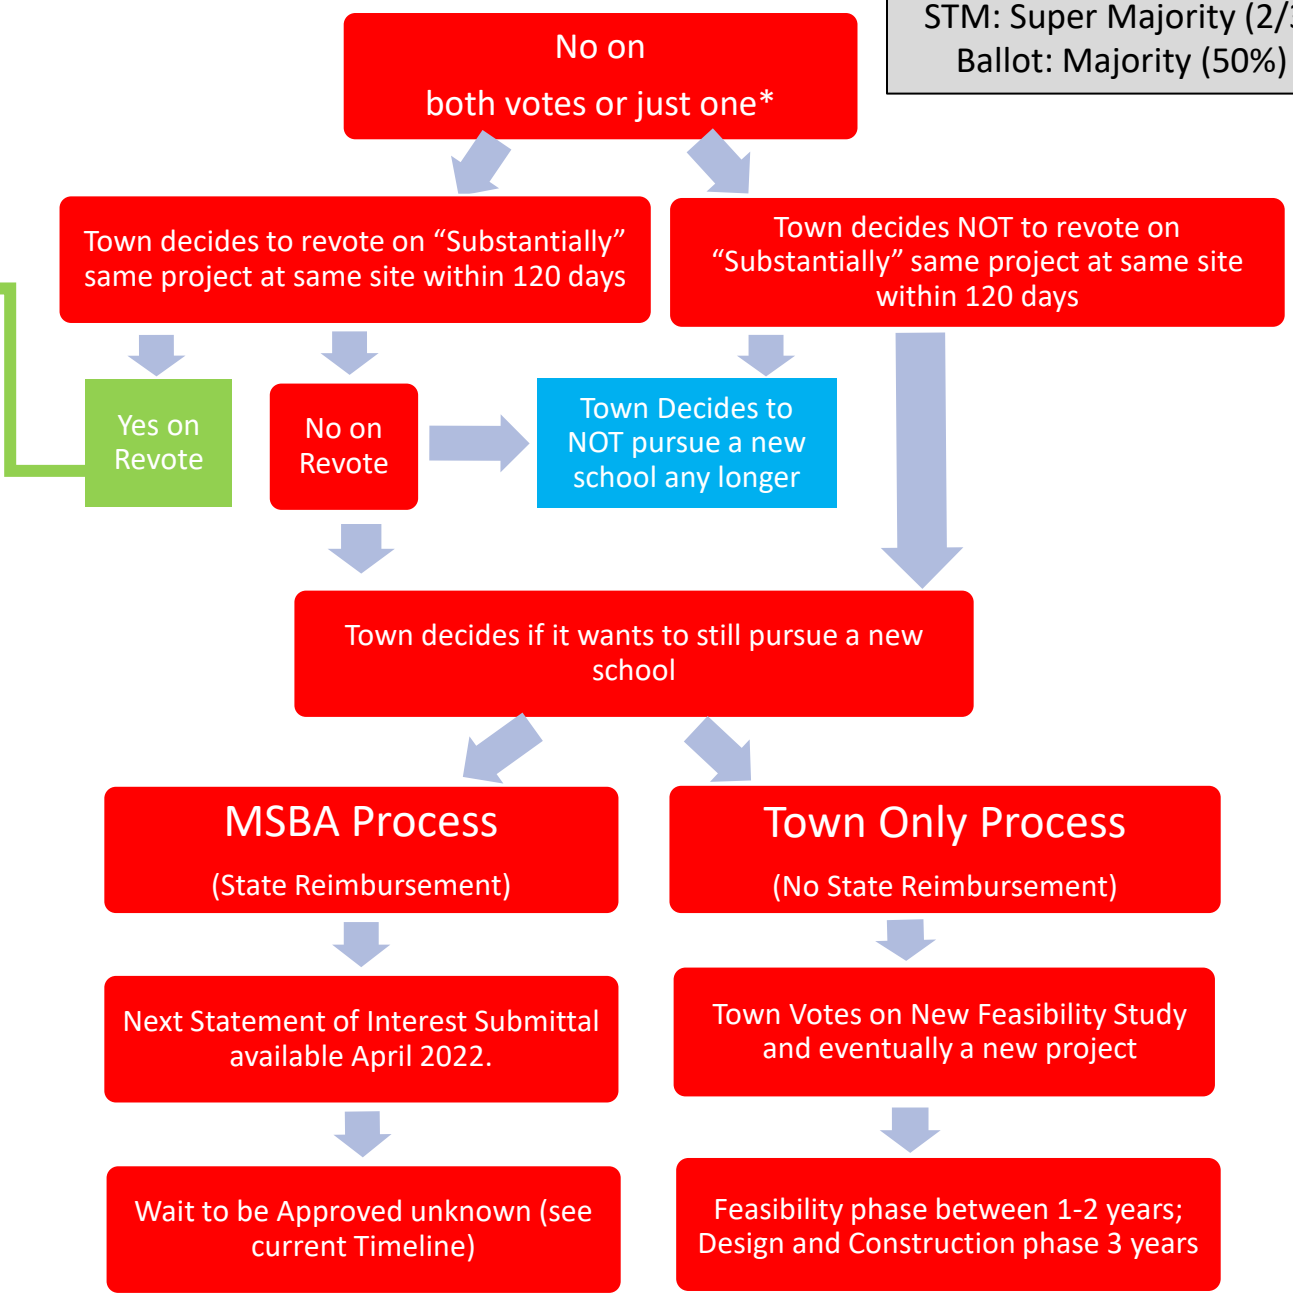 STM: Super Majority (2/3
Ballot: Majority (50%)
No on
both votes or just one*
Town decides to revote on “Substantially”
same project at same site within 120 days
Town decides NOT to revote on
“Substantially” same project at same site
within 120 days
Yes on
Revote
No on
Revote
Town Decides to
NOT pursue a new
school any longer
Town decides if it wants to still pursue a new
school
MSBA Process
(State Reimbursement)
Town Only Process
(No State Reimbursement)
Next Statement of Interest Submittal
available April 2022.
Town Votes on New Feasibility Study
and eventually a new project
Wait to be Approved unknown (see
current Timeline)
Feasibility phase between 1-2 years;
Design and Construction phase 3 years